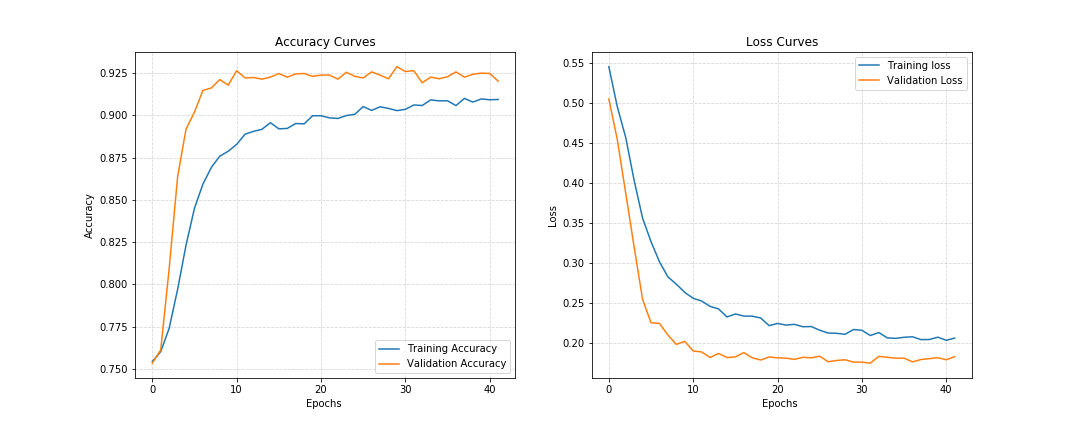 Accuracy Curves
Accuracy
0.925
0.900
0.875
0.850
0.825
0.800
0.775
0.750
Training Accuracy
Validation Accuracy
0 10 20 30 40
Epochs
Loss Curves
Loss
0.55
0.50
0.45
0.40
0.35
0.30
0.25
0.20
Training loss
Validation Loss
0 10 20 30 40
Epochs